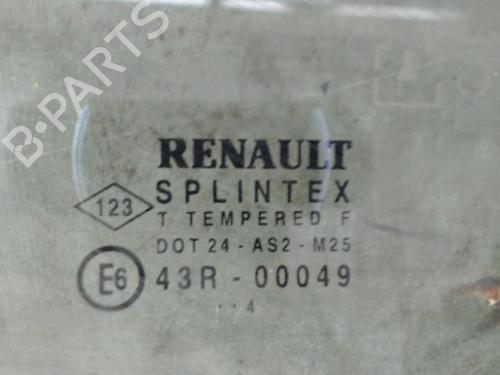 B-PARTS
RENAULT
SPLINTEX
123
T TEMPERED F
DOT 24 - AS2 - M25
E6 43R - 00049
. . 4